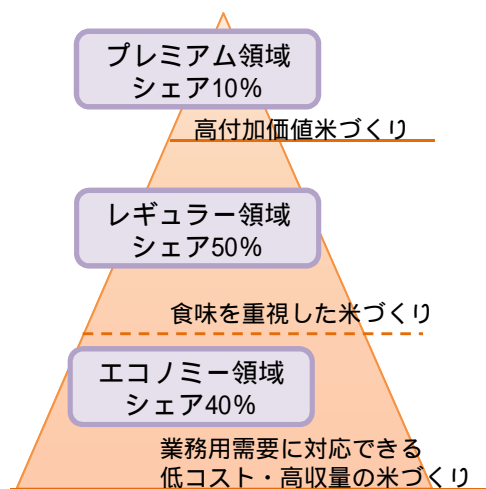 プレミアム領域
シェア10%
高付加価値米づくり
レギュラー領域
シェア50%
食味を重視した米づくり
エコノミー領域
シェア40%
業務用需要に対応できる
低コスト・高収量の米づくり